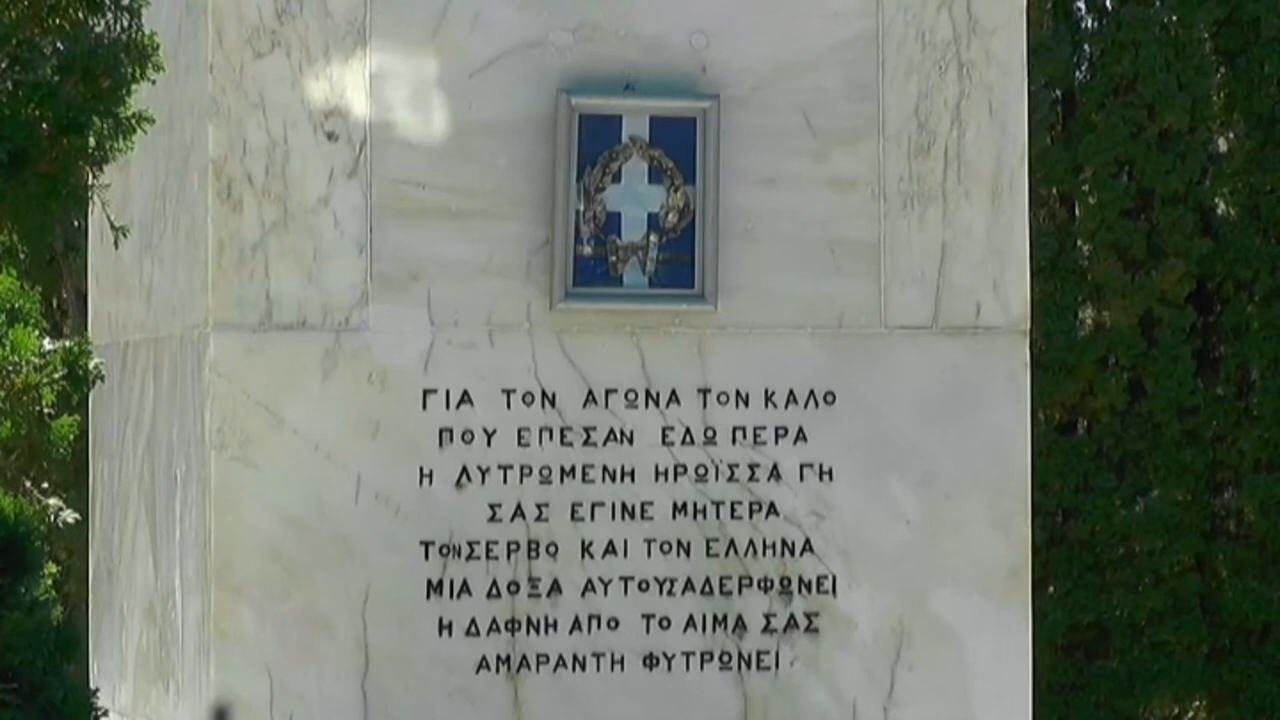 ΓΙΑ ΤΟΝ ΑΓΩΝΑ ΤΟΝ ΚΑΛΟ
ΠΟΥ ΕΠΕΣΑΝ ΕΔΩ ΠΕΡΑ
Η ΛΥΤΡΩΜΕΝΗ ΗΡΩΪΣΣΑ ΓΗ
ΣΑΣ ΕΓΙΝΕ ΜΗΤΕΡΑ
ΤΟΝ ΣΕΡΒΟ ΚΑΙ ΤΟΝ ΕΛΛΗΝΑ
ΜΙΑ ΔΟΞΑ ΑΥΤΟΥΣ ΑΔΕΡΦΩΝΕΙ
Η ΔΑΦΝΗ ΑΠΟ ΤΟ ΑΙΜΑ ΣΑΣ
ΑΜΑΡΑΝΤΗ ΦΥΤΡΩΝΕΙ